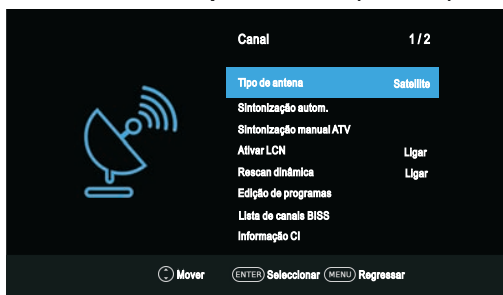 Canal 1/2
Tipo de antena Satellite
Sintonização autom.
Sintonização manual ATV
Ativar LCN Ligar
Rescan dinâmica Ligar
Edição de programas
Lista de canais BISS
Informação CI
Mover ENTER Seleccionar MENU Regressar